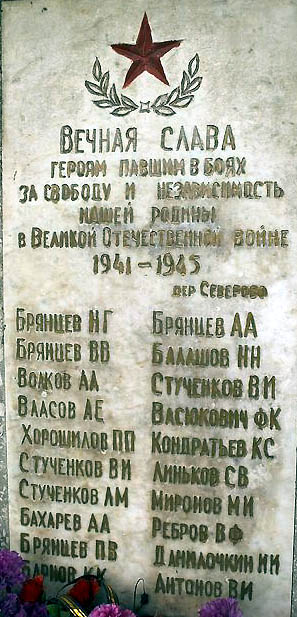 ВЕЧНАЯ СЛАВА
ГЕРОЯМ ПАВШИМ В БОЯХ
ЗА СВОБОДУ И НЕЗАВИСИМОСТЬ
НАШЕЙ РОДИНЫ
В ВЕЛИКОЙ ОТЕЧЕСТВЕННОЙ ВОЙНЕ
1941 – 1945
ДЕР СЕВЕРОВО
БРЯНЦЕВ НГ
БРЯНЦЕВ ВВ
ВОЛКОВ АА
ВЛАСОВ АЕ
ХОРОШИЛОВ ПП
СТУЧЕНКОВ ВИ
СТУЧЕНКОВ ЛМ
БАХАРЕВ АА
БРЯНЦЕВ ПВ
БРЯНЦЕВ АА
БАЛАШОВ НН
СТУЧЕНКОВ ВИ
ВАСЮКОВИЧ ФК
КОНДРАТЬЕВ КС
ЛИНЬКОВ СВ
МИРОНОВ МИ
РЕБРОВ ВФ
ДАНИЛОЧКИН ИИ
АНТОНОВ ВИ